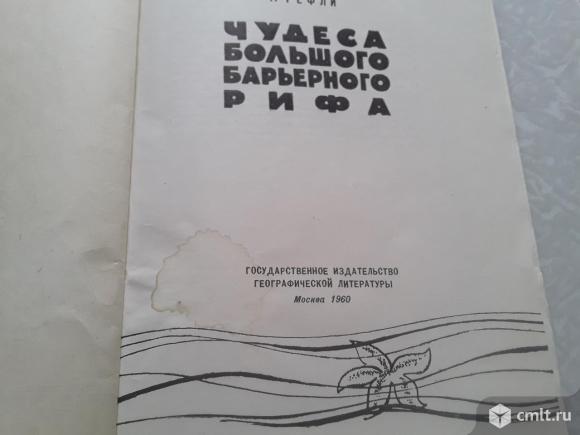 ЧУДЕСА
БОЛЬШОГО
БАРЬЕРНОГО
РИФА
ГОСУДАРСТВЕННОЕ ИЗДАТЕЛЬСТВО
ГЕОГРАФИЧЕСКОЙ ЛИТЕРАТУРЫ
Москва 1960
cmlt.ru